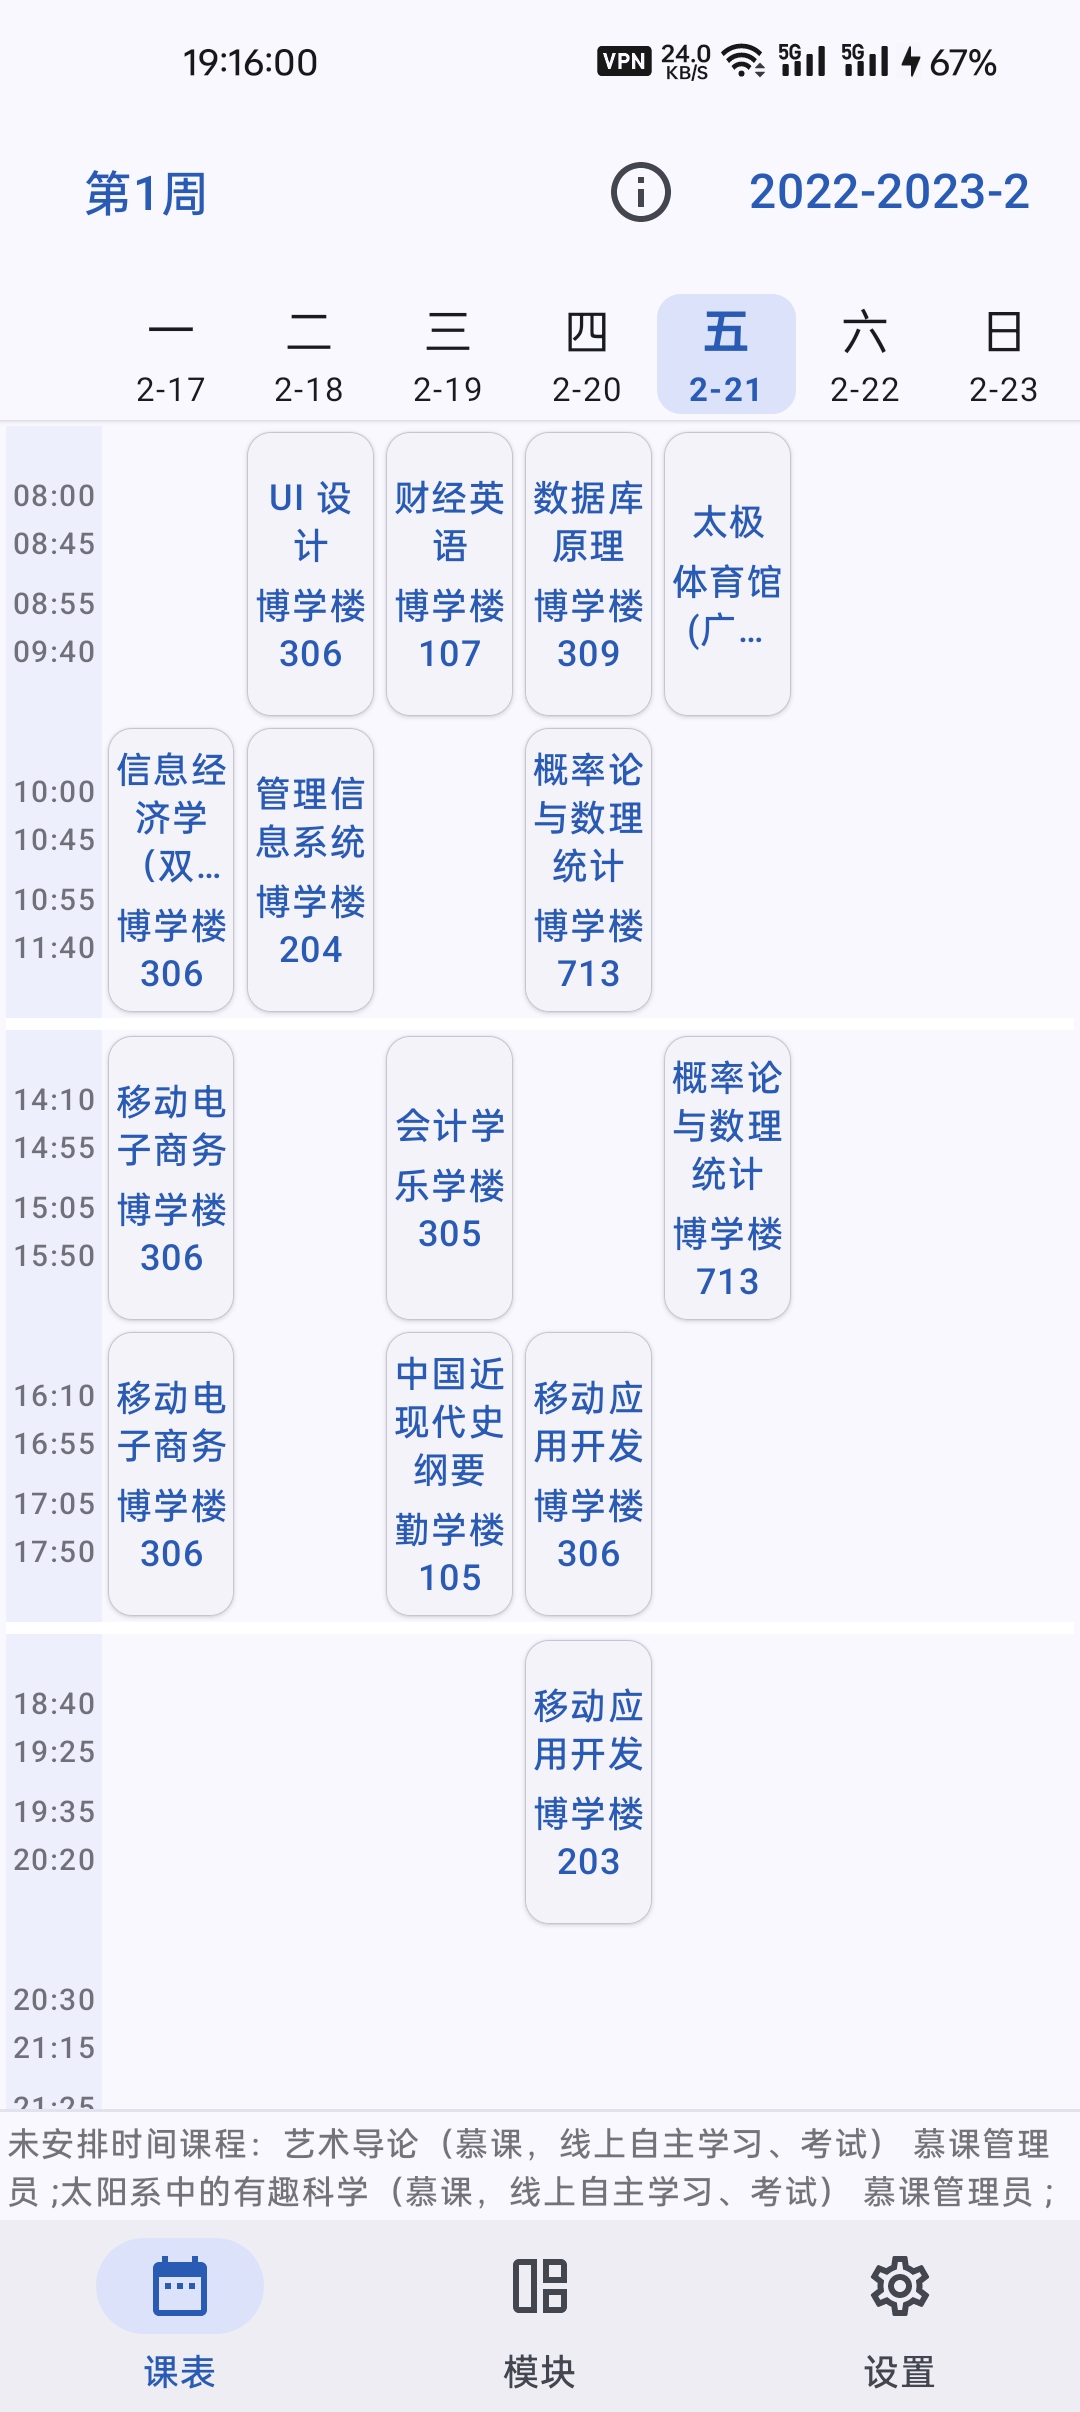 19:16:00
VPN 24.0 KB/S 5G 5G 67%
第1周
2022-2023-2
一 二 三 四 五 六 日
2-17 2-18 2-19 2-20 2-21 2-22 2-23
08:00
08:45
08:55
09:40
UI 设
计
博学楼
306
财经英
语
博学楼
107
数据库
原理
博学楼
309
太极
体育馆
(广...
10:00
10:45
10:55
11:40
信息经
济学
（双...
博学楼
306
管理信
息系统
博学楼
204
概率论
与数理
统计
博学楼
713
14:10
14:55
15:05
15:50
移动电
子商务
博学楼
306
会计学
乐学楼
305
概率论
与数理
统计
博学楼
713
16:10
16:55
17:05
17:50
移动电
子商务
博学楼
306
中国近
现代史
纲要
勤学楼
105
移动应
用开发
博学楼
306
18:40
19:25
19:35
20:20
移动应
用开发
博学楼
203
20:30
21:15
21:25
未安排时间课程：艺术导论（慕课，线上自主学习、考试） 慕课管理
员 ;太阳系中的有趣科学（慕课，线上自主学习、考试） 慕课管理员 ;
课表 模块 设置